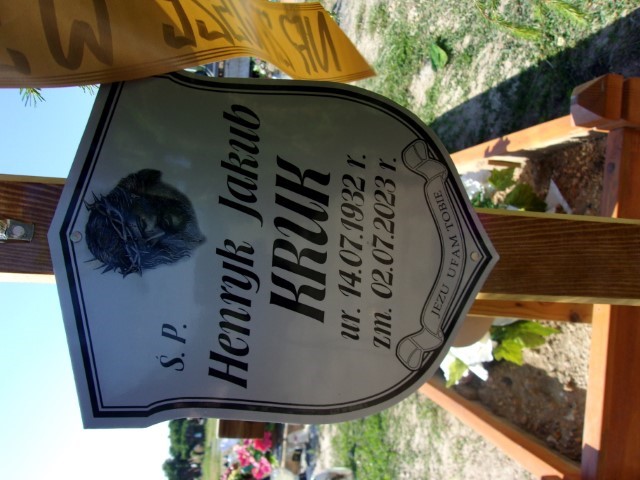 Ś. P.
Henryk Jakub
KRUK
ur. 14.07.1932 r.
zm. 02.07.2023 r.
JEZU UFAM TOBIE